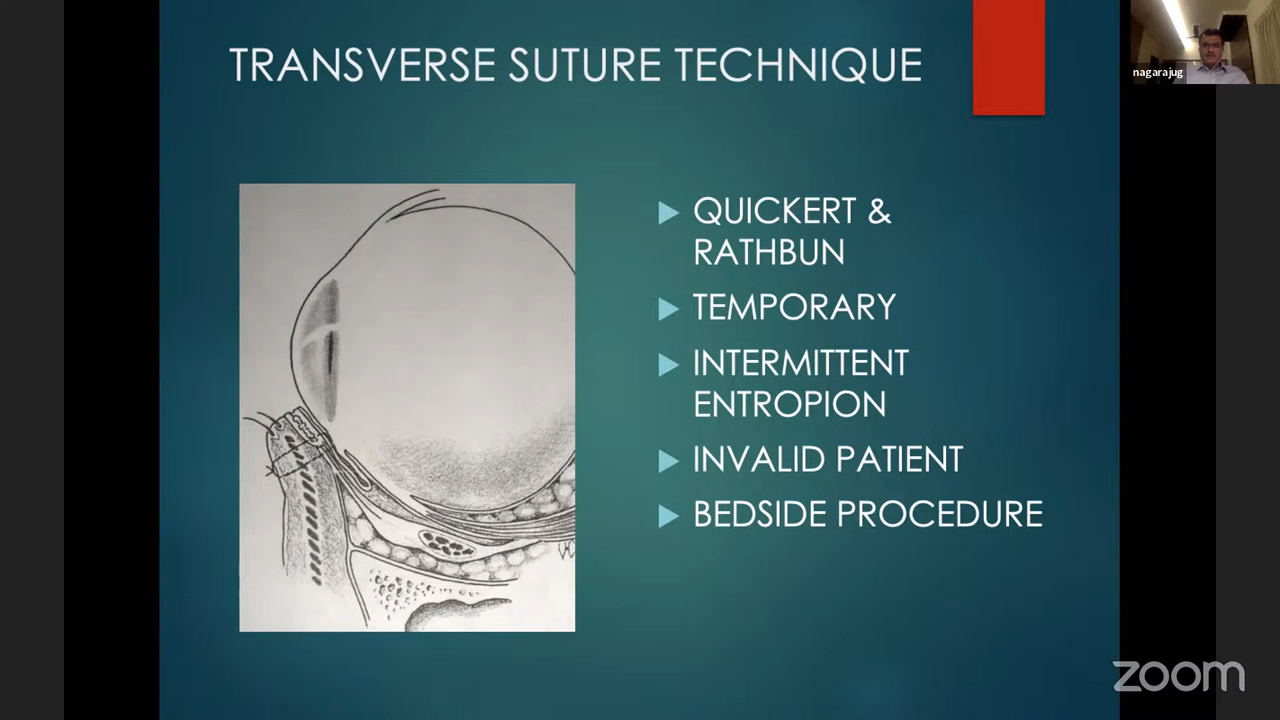 TRANSVERSE SUTURE TECHNIQUE
nagarajug
QUICKERT &
RATHBUN
TEMPORARY
INTERMITTENT
ENTROPION
INVALID PATIENT
BEDSIDE PROCEDURE
zoom